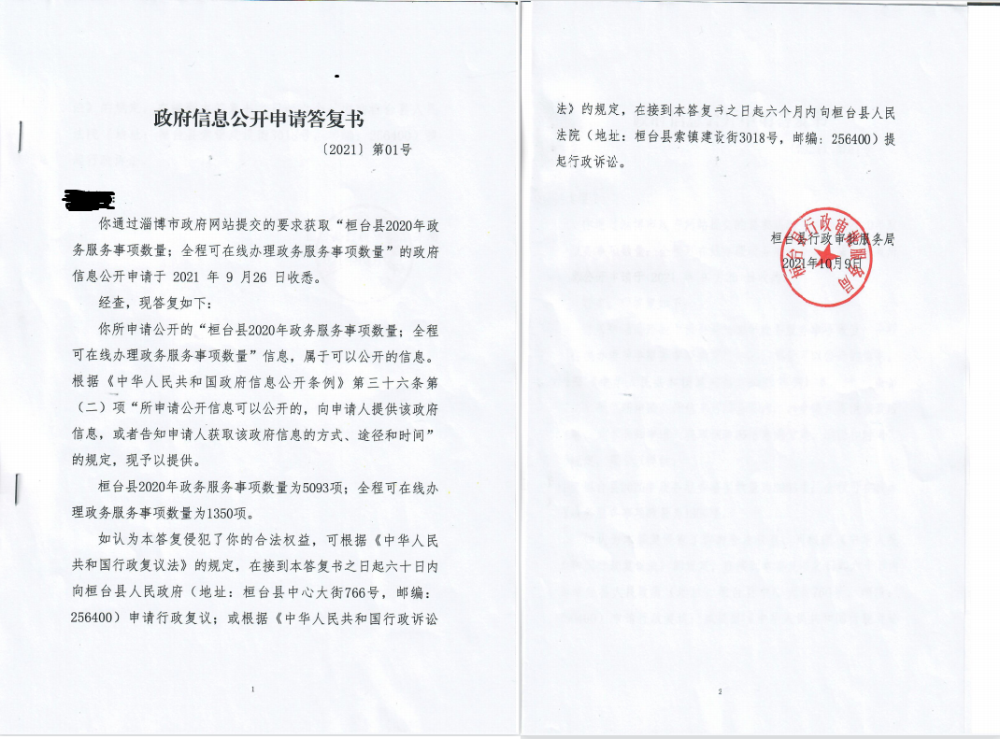 政府信息公开申请答复书
〔2021〕第01号
你通过淄博市政府网站提交的要求获取“桓台县2020年政
务服务事项数量；全程可在线办理政务服务事项数量”的政府
信息公开申请于 2021 年 9 月26 日收悉。
经查，现答复如下：
你所申请公开的“桓台县2020年政务服务事项数量；全程
可在线办理政务服务事项数量”信息，属于可以公开的信息。
根据《中华人民共和国政府信息公开条例》第三十六条第
（二）项“所申请公开信息可以公开的，向申请人提供该政府
信息，或者告知申请人获取该政府信息的方式、途径和时间”
的规定，现予以提供。
桓台县2020年政务服务事项数量为5093项；全程可在线办
理政务服务事项数量为1350项。
如认为本答复侵犯了你的合法权益，可根据《中华人民
共和国行政复议法》的规定，在接到本答复书之日起六十日内
向桓台县人民政府（地址：桓台县中心大街766号，邮编：
256400）申请行政复议；或根据《中华人民共和国行政诉讼
1
法》的规定，在接到本答复书之日起六个月内向桓台县人民
法院（地址：桓台县索镇建设街3018号，邮编：256400）提
起行政诉讼。
桓台县行政审批服务局
2021年10月9日
桓台县行政审批服务局
2